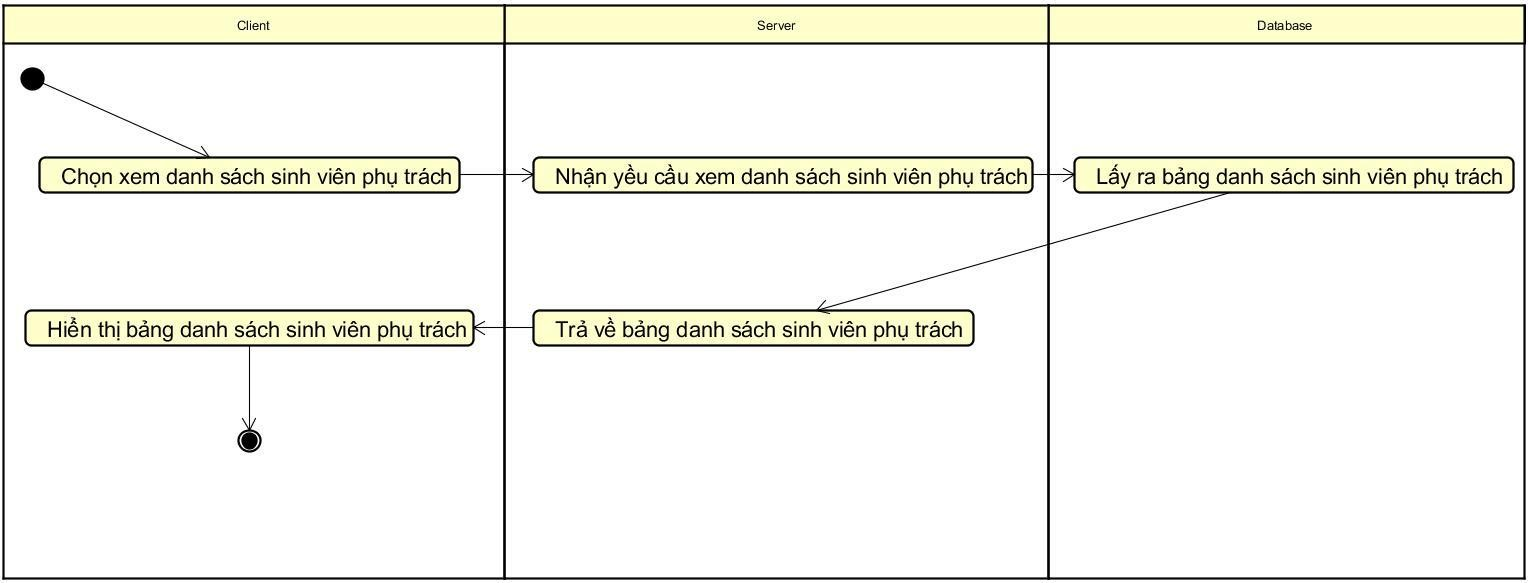 Client
Server
Database
Chọn xem danh sách sinh viên phụ trách
Nhận yều cầu xem danh sách sinh viên phụ trách
Lấy ra bảng danh sách sinh viên phụ trách
Hiển thị bảng danh sách sinh viên phụ trách
Trả về bảng danh sách sinh viên phụ trách